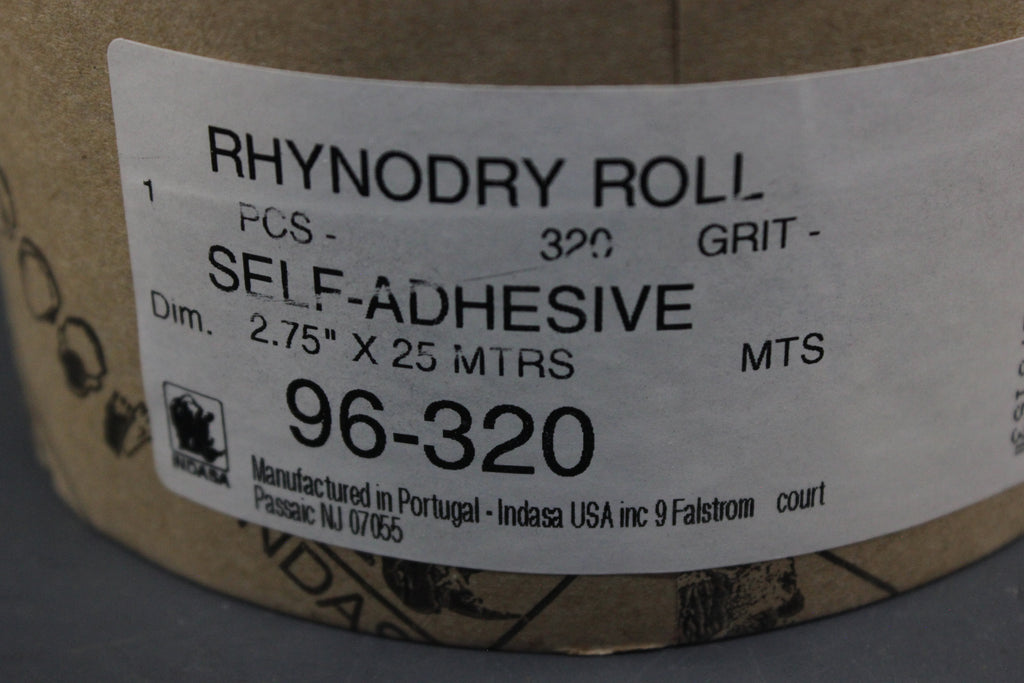 RHYNODRY ROLL
1 PCS - 320 GRIT -
SELF-ADHESIVE
Dim. 2.75" X 25 MTRS MTS
96-320
INDASA
Manufactured in Portugal - Indasa USA inc 9 Falstrom court
Passaic NJ 07055
INDASA